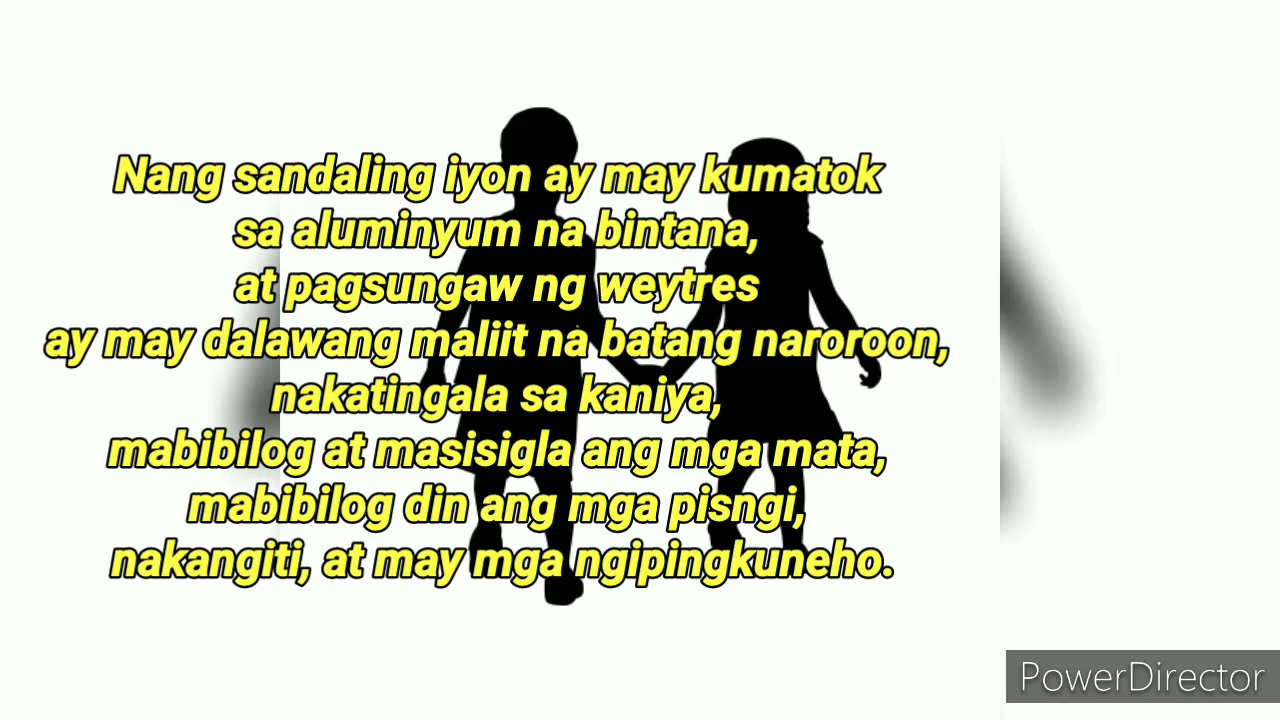 Nang sandaling iyon ay may kumatok
sa aluminyum na bintana,
at pagsungaw ng weytres
ay may dalawang maliit na batang naroroon,
nakatingala sa kaniya,
mabibilog at masisigla ang mga mata,
mabibilog din ang mga pisngi,
nakangiti, at may mga ngipingkuneho.
PowerDirector